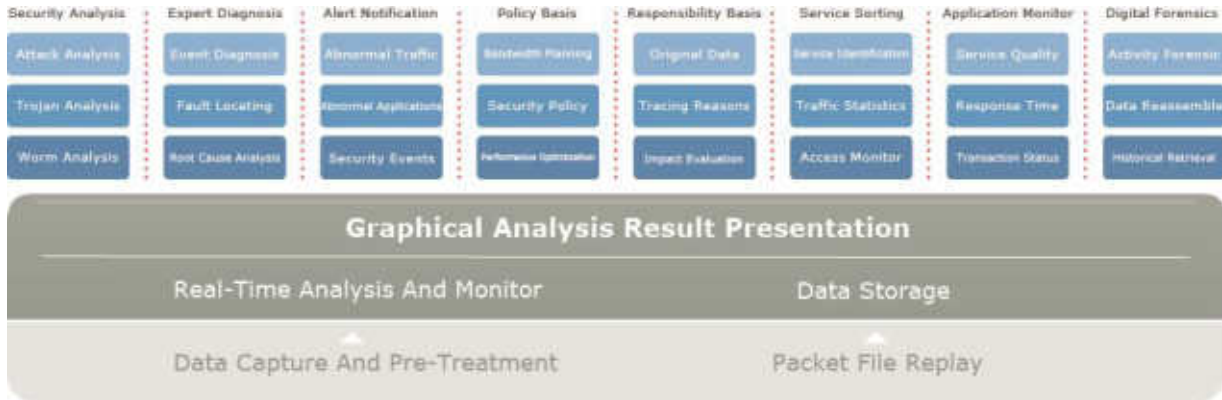 Security Analysis Expert Diagnosis Alert Notification Policy Basis Responsibility Basis Service Sorting Application Monitor Digital Forensics
Attack Analysis Event Diagnosis Abnormal Traffic Bandwidth Planning Original Data Service Identification Service Quality Activity Forensic
Trojan Analysis Fault Locating Abnormal Applications Security Policy Tracing Reasons Traffic Statistics Response Time Data Reassemble
Worm Analysis Root Cause Analysis Security Events Performance Optimization Impact Evaluation Access Monitor Transaction Status Historical Retrieval
Graphical Analysis Result Presentation
Real-Time Analysis And Monitor Data Storage
Data Capture And Pre-Treatment Packet File Replay